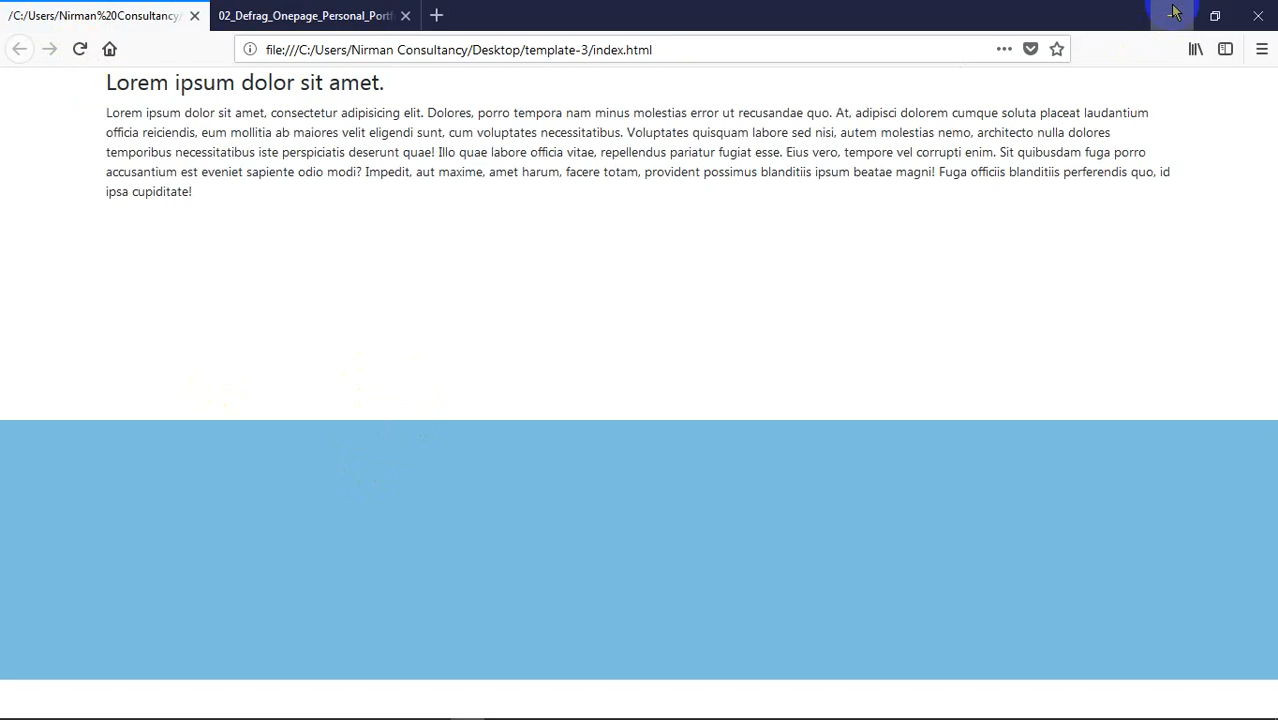 /C:/Users/Nirman%20Consultancy/
02_Defrag_Onepage_Personal_Portf
file:///C:/Users/Nirman Consultancy/Desktop/template-3/index.html
Lorem ipsum dolor sit amet.
Lorem ipsum dolor sit amet, consectetur adipisicing elit. Dolores, porro tempora nam minus molestias error ut recusandae quo. At, adipisci dolorem cumque soluta placeat laudantium
officia reiciendis, eum mollitia ab maiores velit eligendi sunt, cum voluptates necessitatibus. Voluptates quisquam labore sed nisi, autem molestias nemo, architecto nulla dolores
temporibus necessitatibus iste perspiciatis deserunt quae! Illo quae labore officia vitae, repellendus pariatur fugiat esse. Eius vero, tempore vel corrupti enim. Sit quibusdam fuga porro
accusantium est eveniet sapiente odio modi? Impedit, aut maxime, amet harum, facere totam, provident possimus blanditiis ipsum beatae magni! Fuga officiis blanditiis perferendis quo, id
ipsa cupiditate!